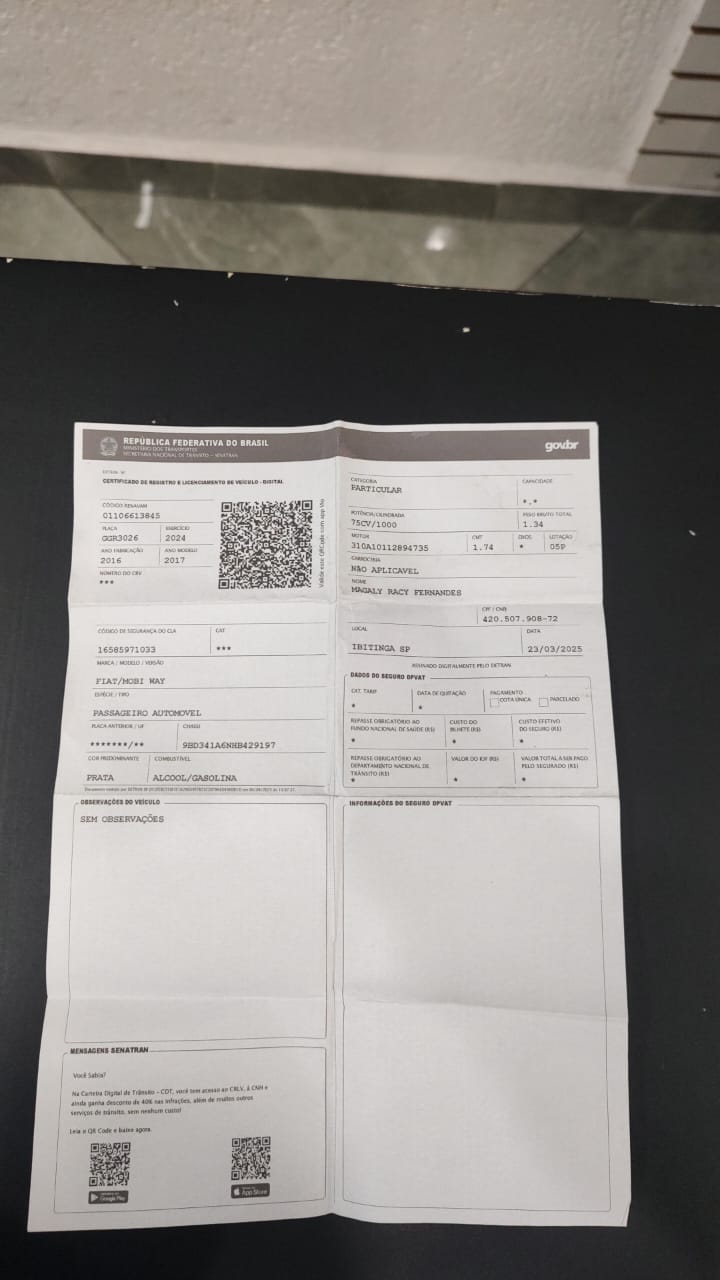 REPÚBLICA FEDERATIVA DO BRASIL
MINISTÉRIO DOS TRANSPORTES
SECRETARIA NACIONAL DE TRÂNSITO - SENATRAN
gov.br
DETRAN - SP
CERTIFICADO DE REGISTRO E LICENCIAMENTO DE VEÍCULO - DIGITAL
CÓDIGO RENAVAM
01106613845
PLACA EXERCÍCIO
GGR3026 2024
ANO FABRICAÇÃO ANO MODELO
2016 2017
NÚMERO DO CRV
***
Valide este QRCode com app Vio
CATEGORIA CAPACIDADE
PARTICULAR *.*
POTÊNCIA/CILINDRADA PESO BRUTO TOTAL
75CV/1000 1.34
MOTOR CMT EIXOS LOTAÇÃO
310A10112894735 1.74 * 05P
CARROCERIA
NÃO APLICAVEL
NOME
MAGALY RACY FERNANDES
CPF / CNPJ
420.507.908-72
LOCAL DATA
IBITINGA SP 23/03/2025
ASSINADO DIGITALMENTE PELO DETRAN
CÓDIGO DE SEGURANÇA DO CLA CAT
16585971033 ***
MARCA / MODELO / VERSÃO
FIAT/MOBI WAY
ESPÉCIE / TIPO
PASSAGEIRO AUTOMOVEL
PLACA ANTERIOR / UF CHASSI
*******/** 9BD341A6NHB429197
COR PREDOMINANTE COMBUSTÍVEL
PRATA ALCOOL/GASOLINA
DADOS DO SEGURO DPVAT
CAT. TARIF DATA DE QUITAÇÃO PAGAMENTO
* * COTA ÚNICA PARCELADO
REPASSE OBRIGATÓRIO AO FUNDO NACIONAL DE SAÚDE (R$) CUSTO DO BILHETE (R$) CUSTO EFETIVO DO SEGURO (R$)
* * *
REPASSE OBRIGATÓRIO AO DEPARTAMENTO NACIONAL DE TRÂNSITO (R$) VALOR DO IOF (R$) VALOR TOTAL A SER PAGO PELO SEGURADO (R$)
* * *
OBSERVAÇÕES DO VEÍCULO
SEM OBSERVAÇÕES
INFORMAÇÕES DO SEGURO DPVAT
MENSAGENS SENATRAN
Você Sabia?
Na Carteira Digital de Trânsito - CDT, você tem acesso ao CRLV, à CNH e
ainda ganha desconto de 40% nas infrações, além de muitos outros
serviços de trânsito, sem nenhum custo!
Leia o QR Code e baixe agora.
Google Play
App Store